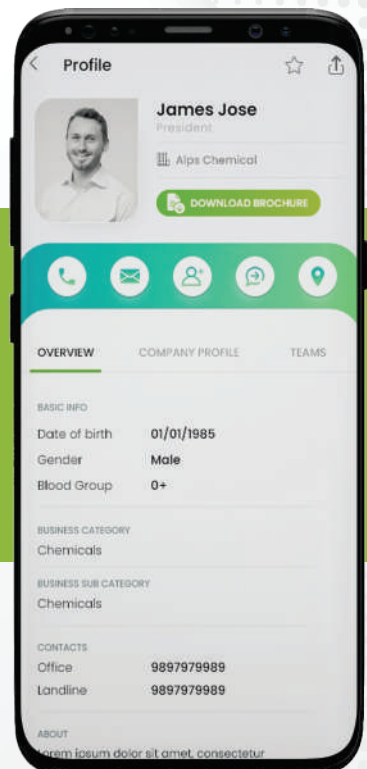 Profile
James Jose
President
Alps Chemical
DOWNLOAD BROCHURE
OVERVIEW COMPANY PROFILE TEAMS
BASIC INFO
Date of birth 01/01/1985
Gender Male
Blood Group 0+
BUSINESS CATEGORY
Chemicals
BUSINESS SUB CATEGORY
Chemicals
CONTACTS
Office 9897979989
Landline 9897979989
ABOUT
Lorem ipsum dolor sit amet, consectetur